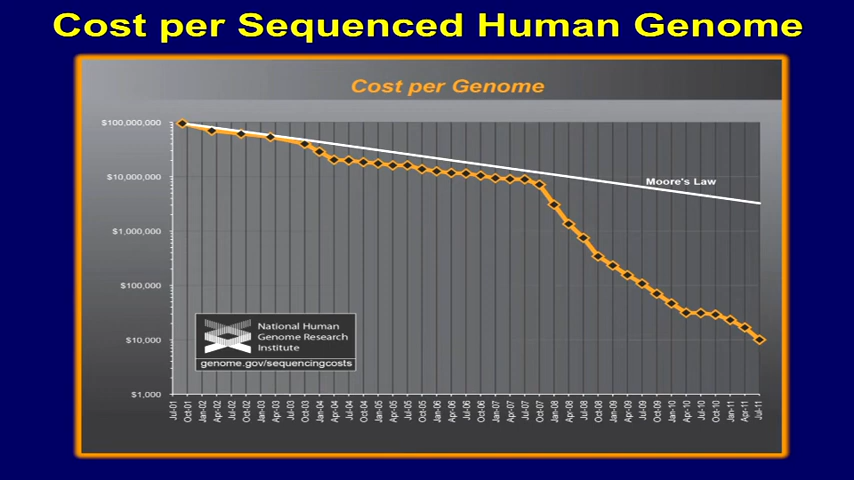 Cost per Sequenced Human Genome
Cost per Genome
$100,000,000
$10,000,000
$1,000,000
$100,000
$10,000
$1,000
Moore's Law
National Human
Genome Research
Institute
genome.gov/sequencingcosts
Jul-01
Oct-01
Jan-02
Apr-02
Jul-02
Oct-02
Jan-03
Apr-03
Jul-03
Oct-03
Jan-04
Apr-04
Jul-04
Oct-04
Jan-05
Apr-05
Jul-05
Oct-05
Jan-06
Apr-06
Jul-06
Oct-06
Jan-07
Apr-07
Jul-07
Oct-07
Jan-08
Apr-08
Jul-08
Oct-08
Jan-09
Apr-09
Jul-09
Oct-09
Jan-10
Apr-10
Jul-10
Oct-10
Jan-11
Apr-11
Jul-11